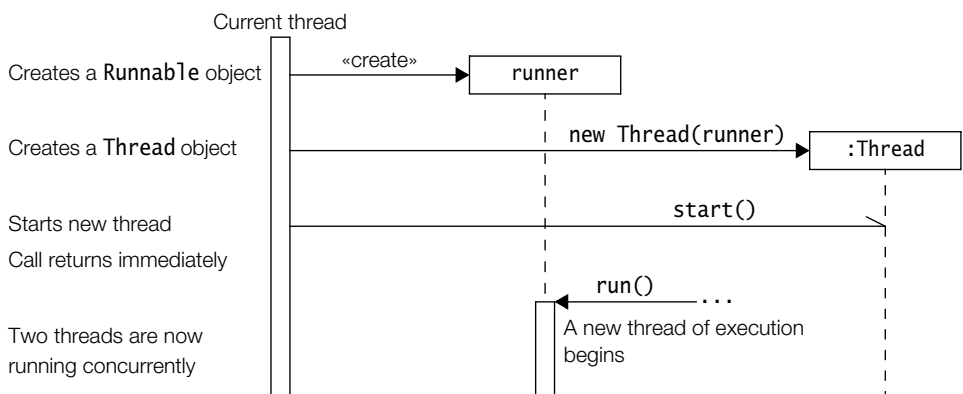 Current thread
Creates a Runnable object
«create»
runner
Creates a Thread object
new Thread(runner)
:Thread
Starts new thread
start()
Call returns immediately
run()
...
A new thread of execution
begins
Two threads are now
running concurrently